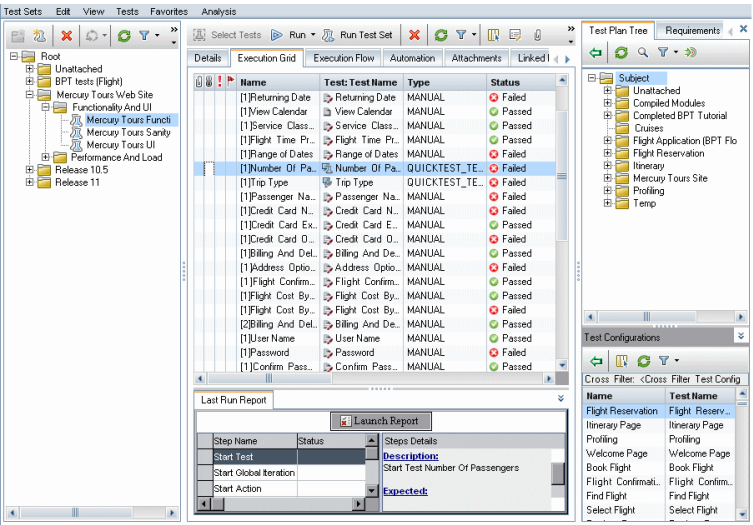 Test Sets Edit View Tests Favorites Analysis
Select Tests Run Run Test Set
Root
Unattached
BPT tests (Flight)
Mercury Tours Web Site
Functionality And UI
Mercury Tours Functi
Mercury Tours Sanity
Mercury Tours UI
Performance And Load
Release 10.5
Release 11
Details Execution Grid Execution Flow Automation Attachments Linked
Name Test: Test Name Type Status
[1]Returning Date Returning Date MANUAL Failed
[1]View Calendar View Calendar MANUAL Passed
[1]Service Class... Service Class... MANUAL Passed
[1]Flight Time Pr... Flight Time Pr... MANUAL Passed
[1]Range of Dates Range of Dates MANUAL Failed
[1]Number Of Pa... Number Of Pa... QUICKTEST_TE... Failed
[1]Trip Type Trip Type QUICKTEST_TE... Failed
[1]Passenger Na... Passenger Na... MANUAL Passed
[1]Credit Card N... Credit Card N... MANUAL Failed
[1]Credit Card Ex... Credit Card E... MANUAL Passed
[1]Credit Card O... Credit Card O... MANUAL Passed
[1]Billing And Del... Billing And De... MANUAL Passed
[1]Address Optio... Address Optio... MANUAL Failed
[1]Flight Confirm... Flight Confirm... MANUAL Passed
[1]Flight Cost By... Flight Cost By... MANUAL Passed
[1]Flight Cost By... Flight Cost By... MANUAL Failed
[2]Billing And Del... Billing And De... MANUAL Passed
[1]User Name User Name MANUAL Passed
[1]Password Password MANUAL Failed
[1]Confirm Pass... Confirm Pass... MANUAL Passed
Last Run Report
Launch Report
Step Name Status
Start Test
Start Global Iteration
Start Action
Steps Details
Description:
Start Test Number Of Passengers
Expected:
Test Plan Tree Requirements
Subject
Unattached
Compiled Modules
Completed BPT Tutorial
Cruises
Flight Application (BPT Flo
Flight Reservation
Itinerary
Mercury Tours Site
Profiling
Temp
Test Configurations
Cross Filter: <Cross Filter Test Config
Name Test Name
Flight Reservation Flight Reserv...
Itinerary Page Itinerary Page
Profiling Profiling
Welcome Page Welcome Page
Book Flight Book Flight
Flight Confirmati... Flight Confirm...
Find Flight Find Flight
Select Flight Select Flight